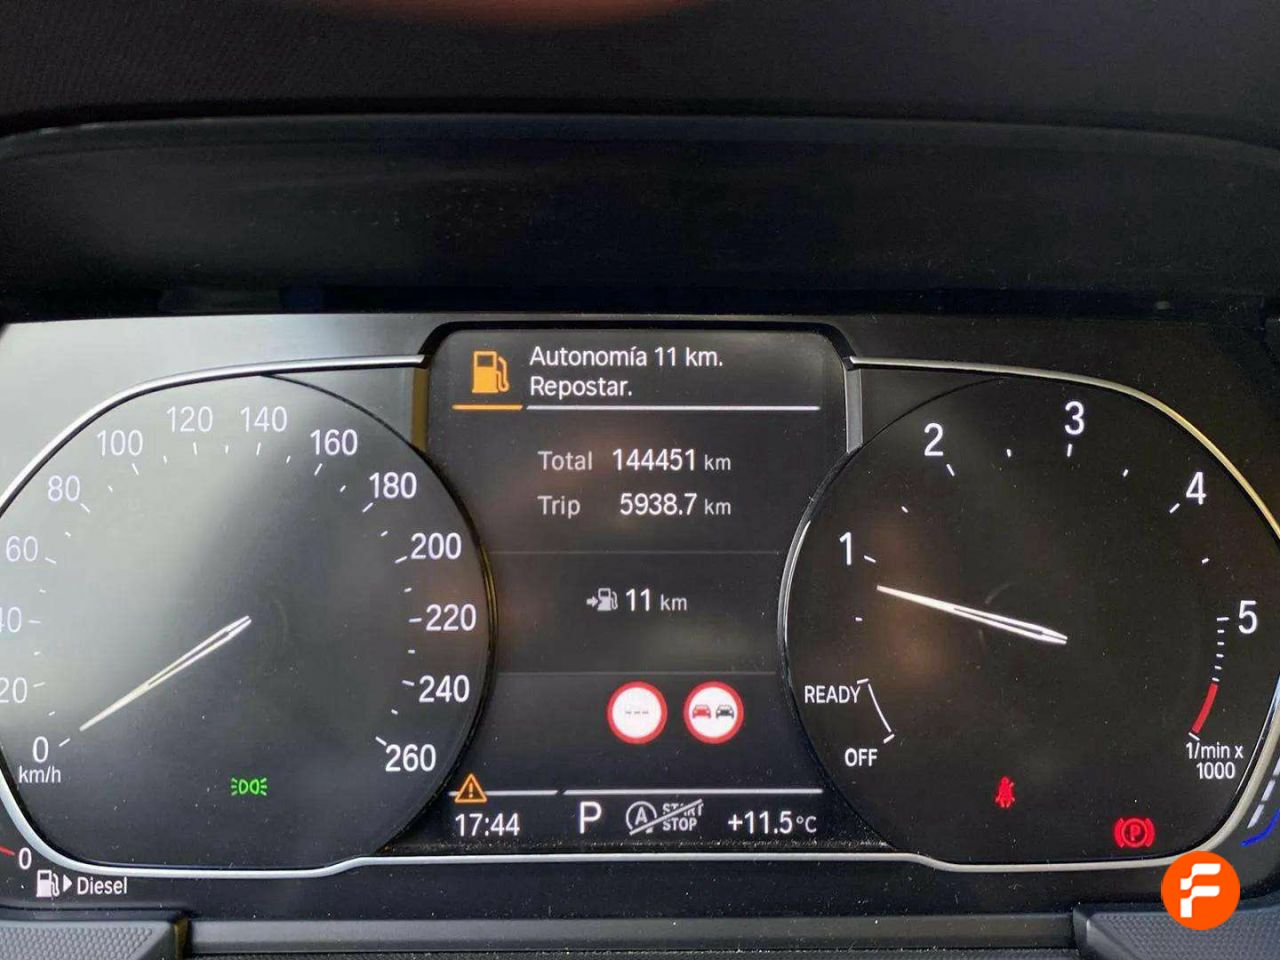 Autonomía 11 km.
Repostar.
Total 144451 km
Trip 5938.7 km
11 km
0
20
40
60
80
100
120
140
160
180
200
220
240
260
km/h
OFF
READY
1
2
3
4
5
1/min x
1000
17:44
P
A START
STOP
+11.5°C
P
0
Diesel
F